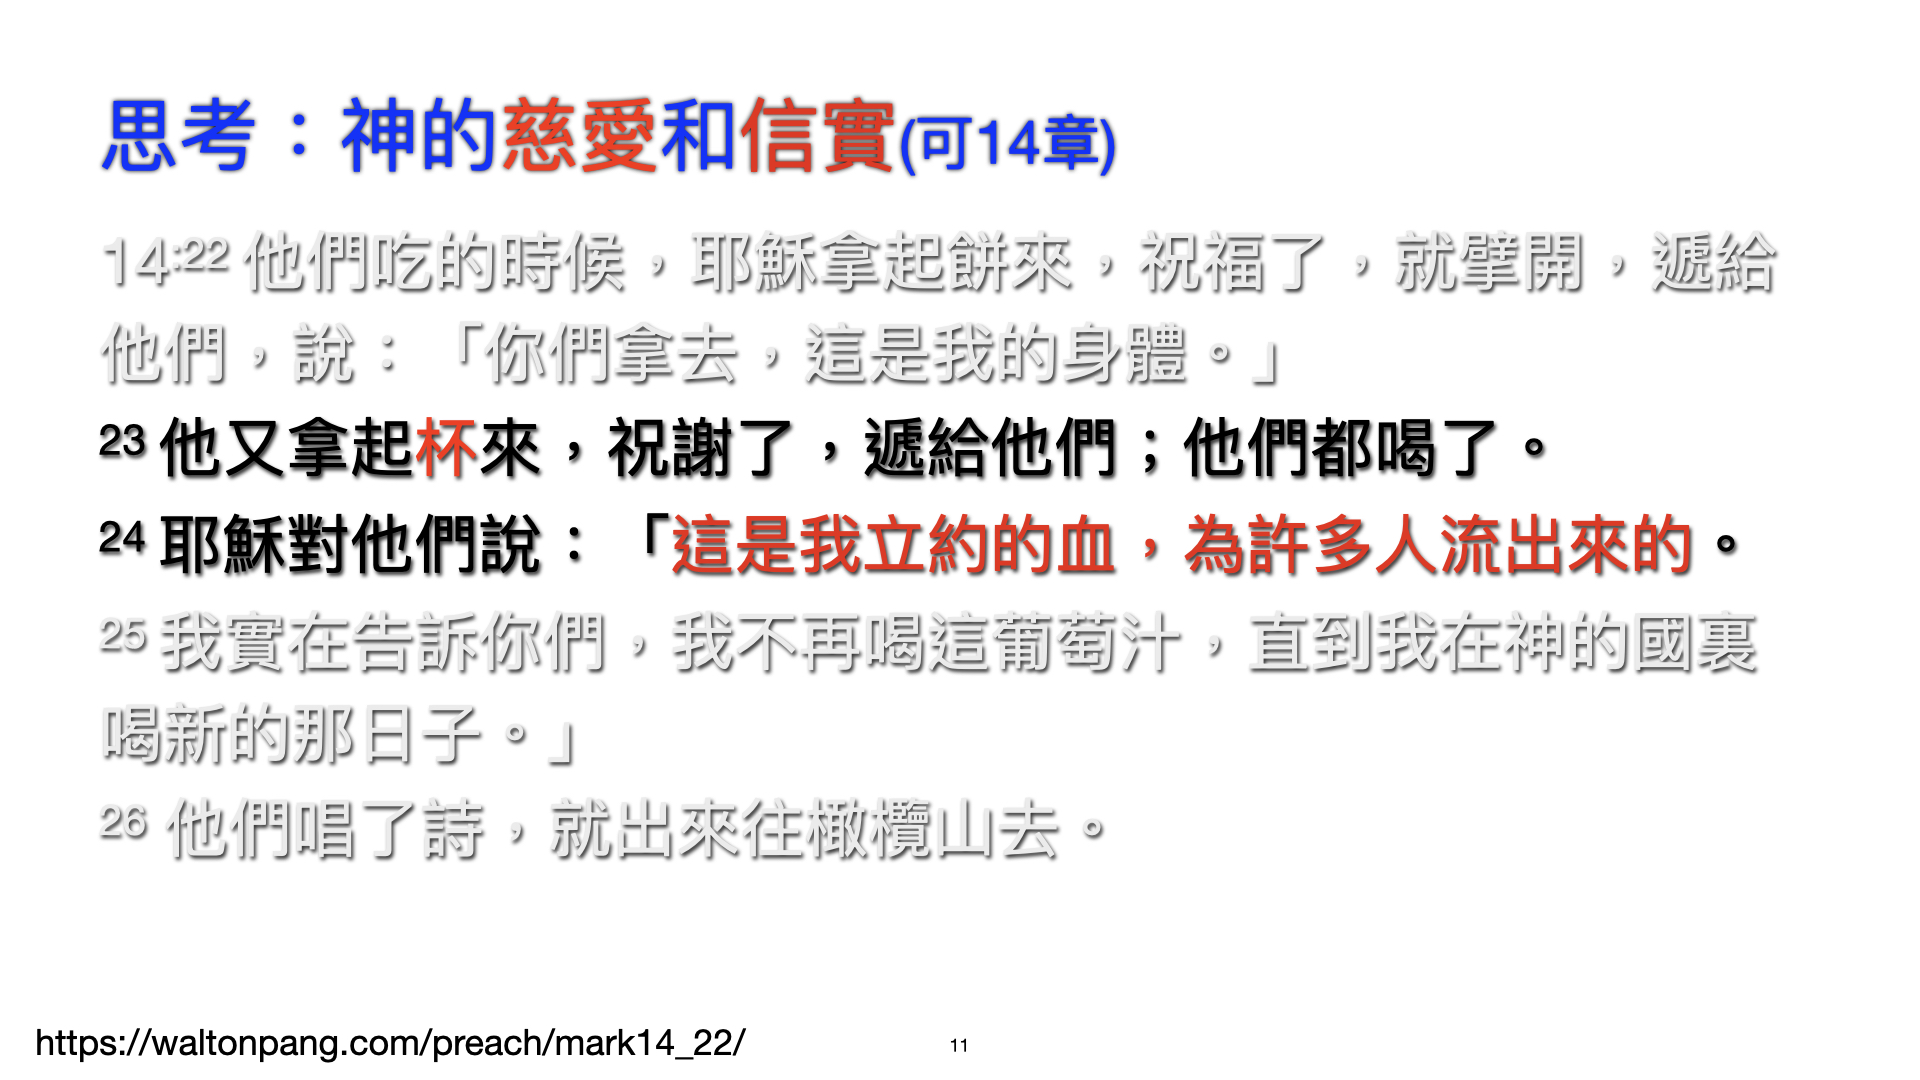 思考：神的慈愛和信實(可14章)
14:22 他們吃的時候，耶穌拿起餅來，祝福了，就擘開，遞給
他們，說：「你們拿去，這是我的身體。」
23 他又拿起杯來，祝謝了，遞給他們；他們都喝了。
24 耶穌對他們說：「這是我立約的血，為許多人流出來的。
25 我實在告訴你們，我不再喝這葡萄汁，直到我在神的國裏
喝新的那日子。」
26 他們唱了詩，就出來往橄欖山去。
https://waltonpang.com/preach/mark14_22/
11